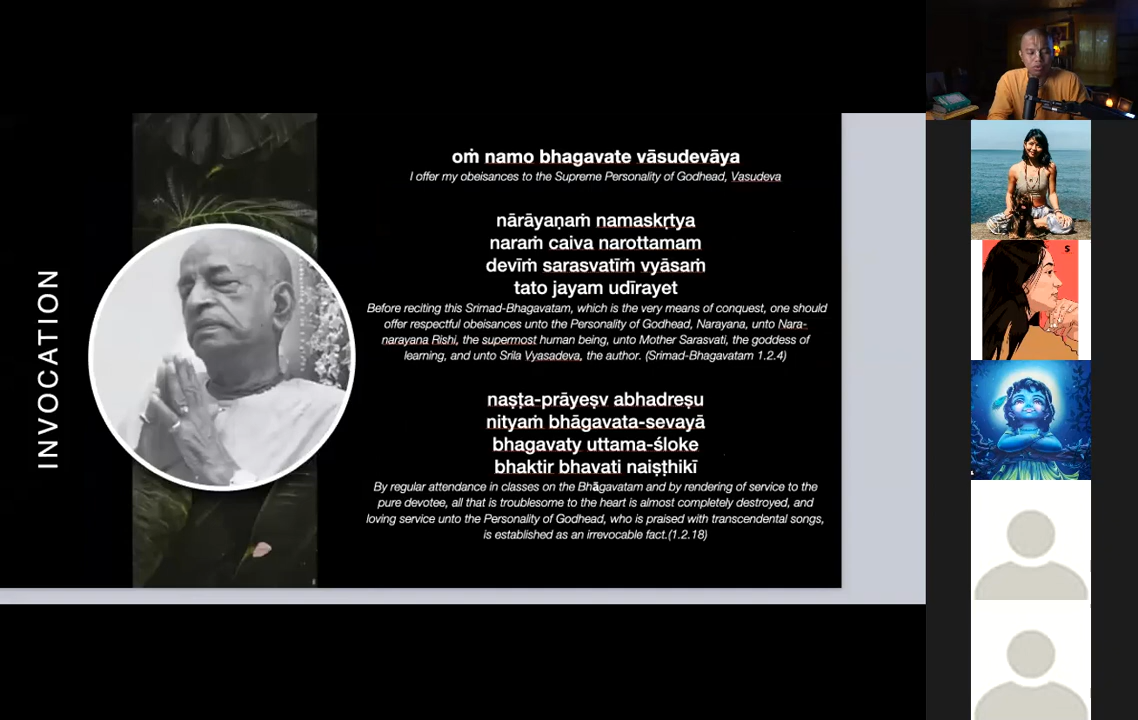 INVOCATION
oṁ namo bhagavate vāsudevāya
I offer my obeisances to the Supreme Personality of Godhead, Vasudeva
nārāyaṇaṁ namaskṛtya
naraṁ caiva narottamam
devīṁ sarasvatīṁ vyāsaṁ
tato jayam udīrayet
Before reciting this Srimad-Bhagavatam, which is the very means of conquest, one should
offer respectful obeisances unto the Personality of Godhead, Narayana, unto Nara-
narayana Rishi, the supermost human being, unto Mother Sarasvati, the goddess of
learning, and unto Srila Vyasadeva, the author. (Srimad-Bhagavatam 1.2.4)
naṣṭa-prāyeṣv abhadreṣu
nityaṁ bhāgavata-sevayā
bhagavaty uttama-śloke
bhaktir bhavati naiṣṭhikī
By regular attendance in classes on the Bhāgavatam and by rendering of service to the
pure devotee, all that is troublesome to the heart is almost completely destroyed, and
loving service unto the Personality of Godhead, who is praised with transcendental songs,
is established as an irrevocable fact.(1.2.18)
S